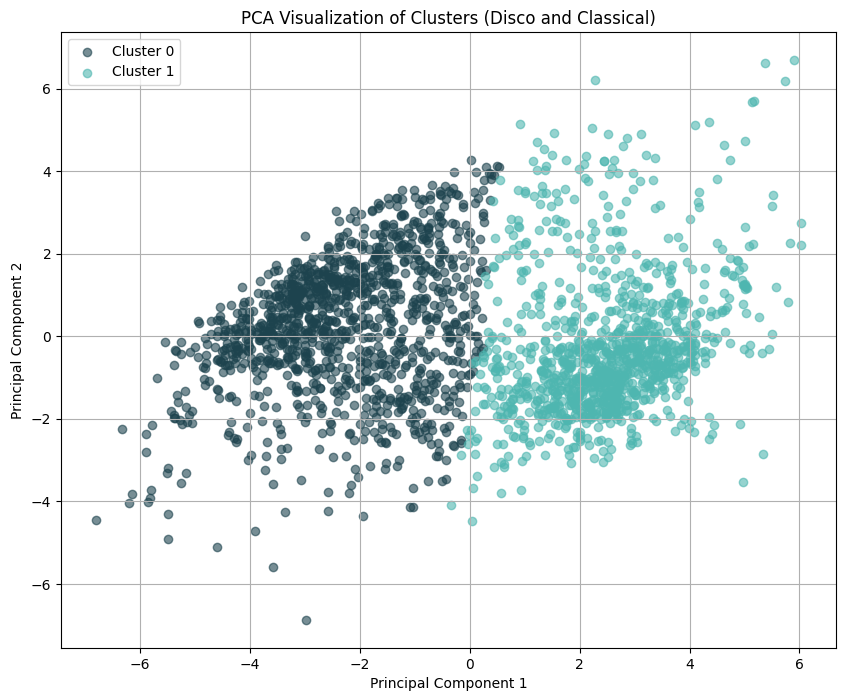 PCA Visualization of Clusters (Disco and Classical)
Cluster 0
Cluster 1
6
4
2
0
−2
−4
−6
Principal Component 2
−6 −4 −2 0 2 4 6
Principal Component 1